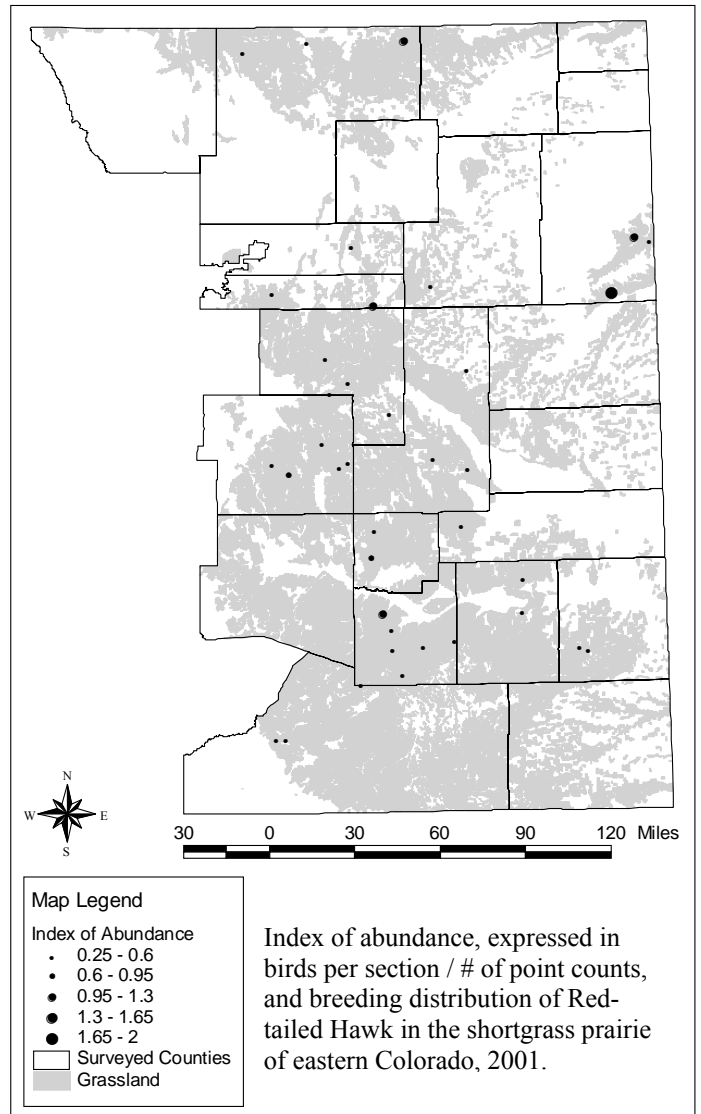 N
W E
S
30 0 30 60 90 120 Miles
Map Legend
Index of Abundance
0.25 - 0.6
0.6 - 0.95
0.95 - 1.3
1.3 - 1.65
1.65 - 2
Surveyed Counties
Grassland
Index of abundance, expressed in
birds per section / # of point counts,
and breeding distribution of Red-
tailed Hawk in the shortgrass prairie
of eastern Colorado, 2001.